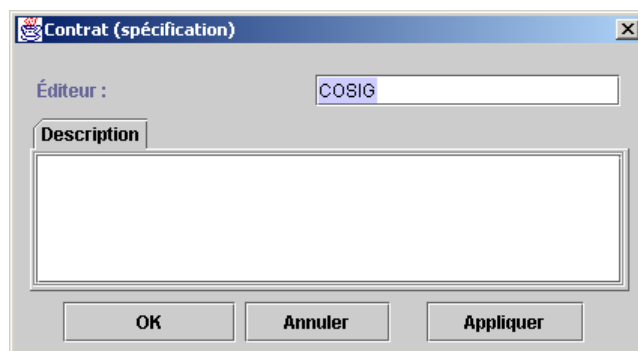 Contrat (spécification)
Éditeur : COSIG
Description
OK Annuler Appliquer